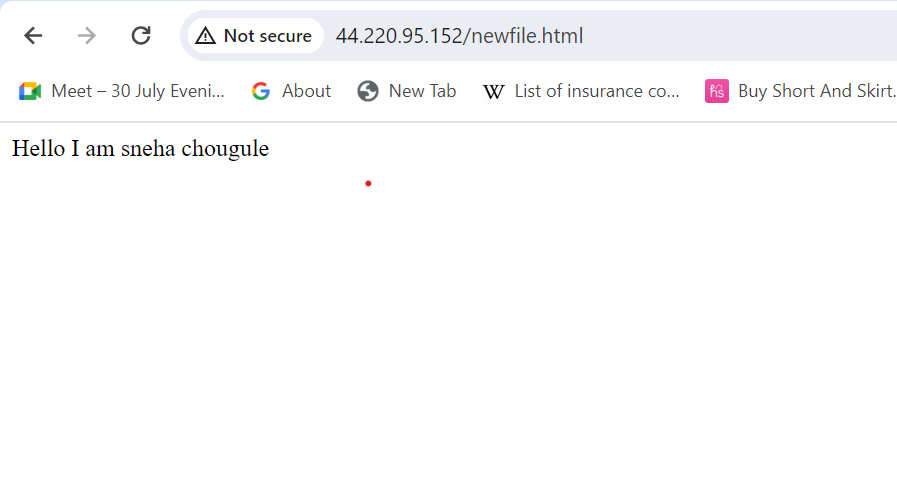 Not secure 44.220.95.152/newfile.html
Meet – 30 July Eveni... About New Tab W List of insurance co... hs Buy Short And Skirt.
Hello I am sneha chougule